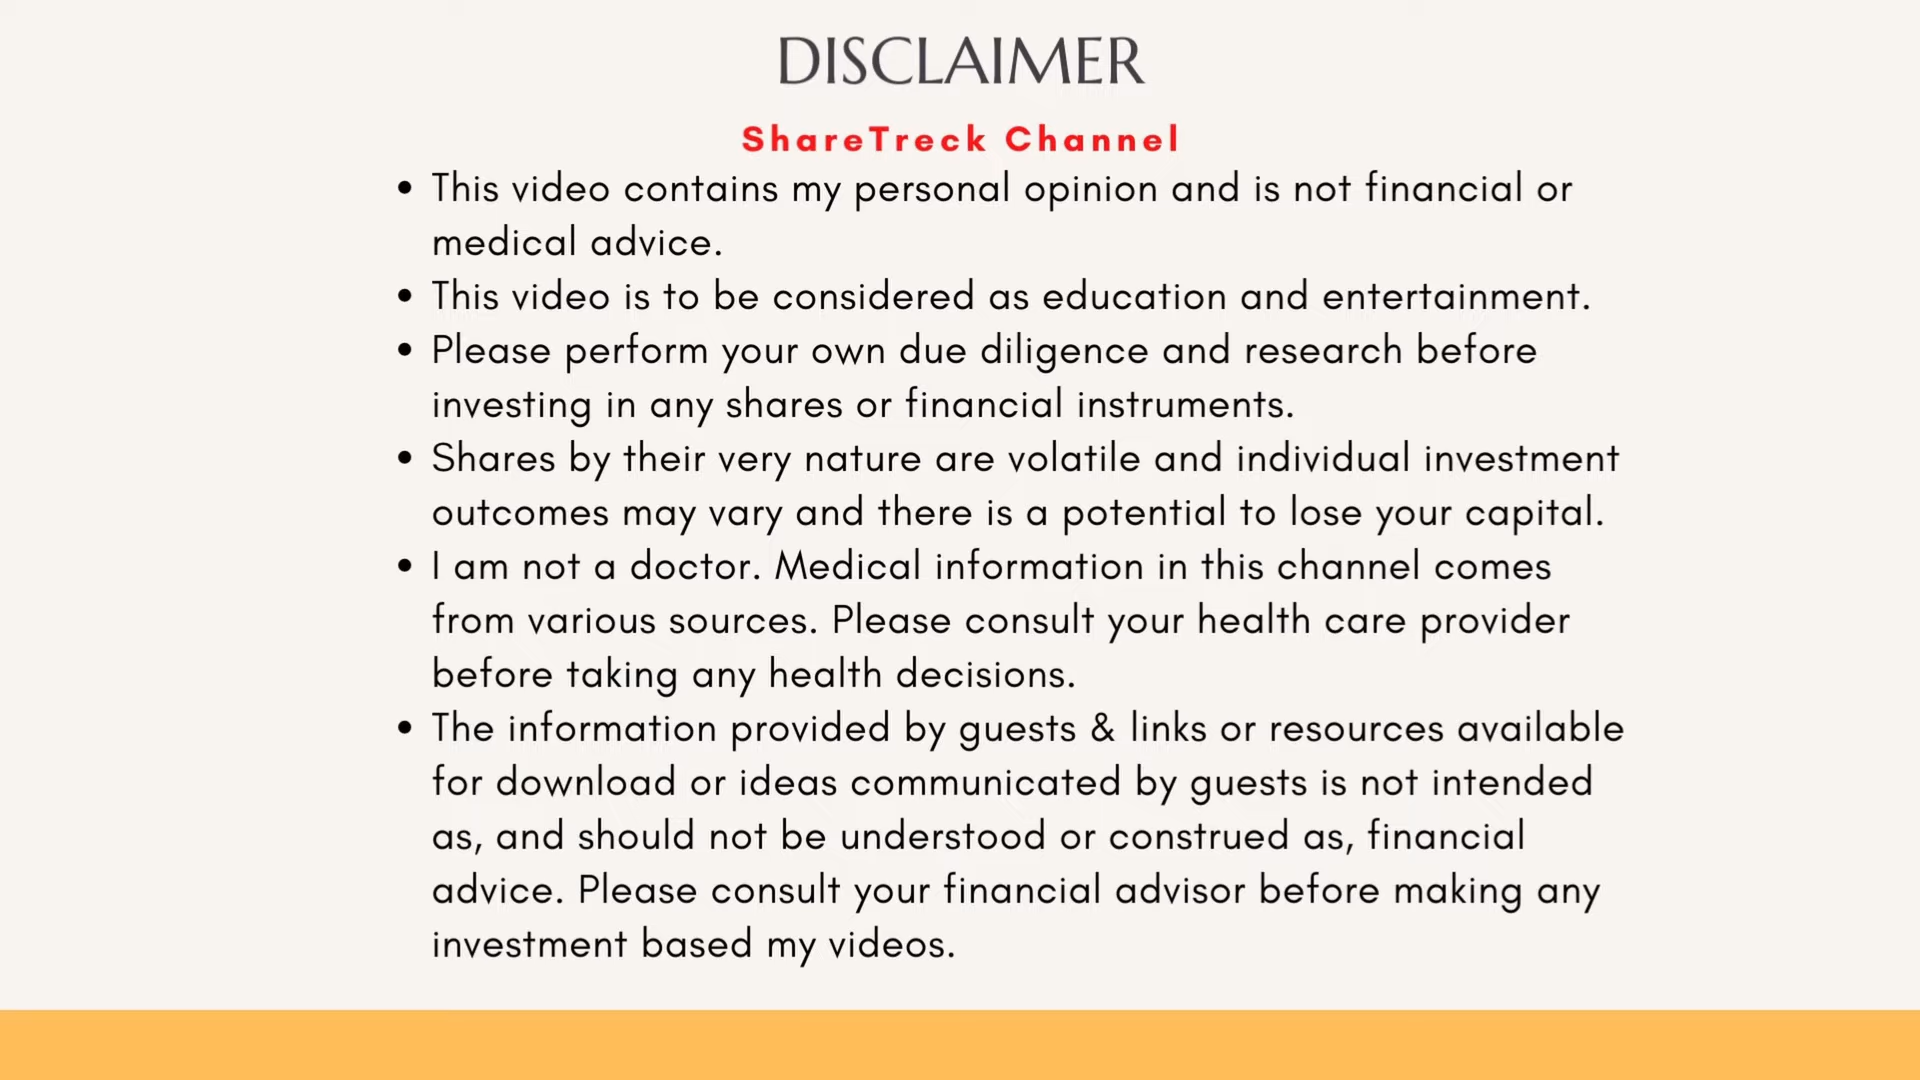 DISCLAIMER
ShareTreck Channel
• This video contains my personal opinion and is not financial or
medical advice.
• This video is to be considered as education and entertainment.
• Please perform your own due diligence and research before
investing in any shares or financial instruments.
• Shares by their very nature are volatile and individual investment
outcomes may vary and there is a potential to lose your capital.
• I am not a doctor. Medical information in this channel comes
from various sources. Please consult your health care provider
before taking any health decisions.
• The information provided by guests & links or resources available
for download or ideas communicated by guests is not intended
as, and should not be understood or construed as, financial
advice. Please consult your financial advisor before making any
investment based my videos.